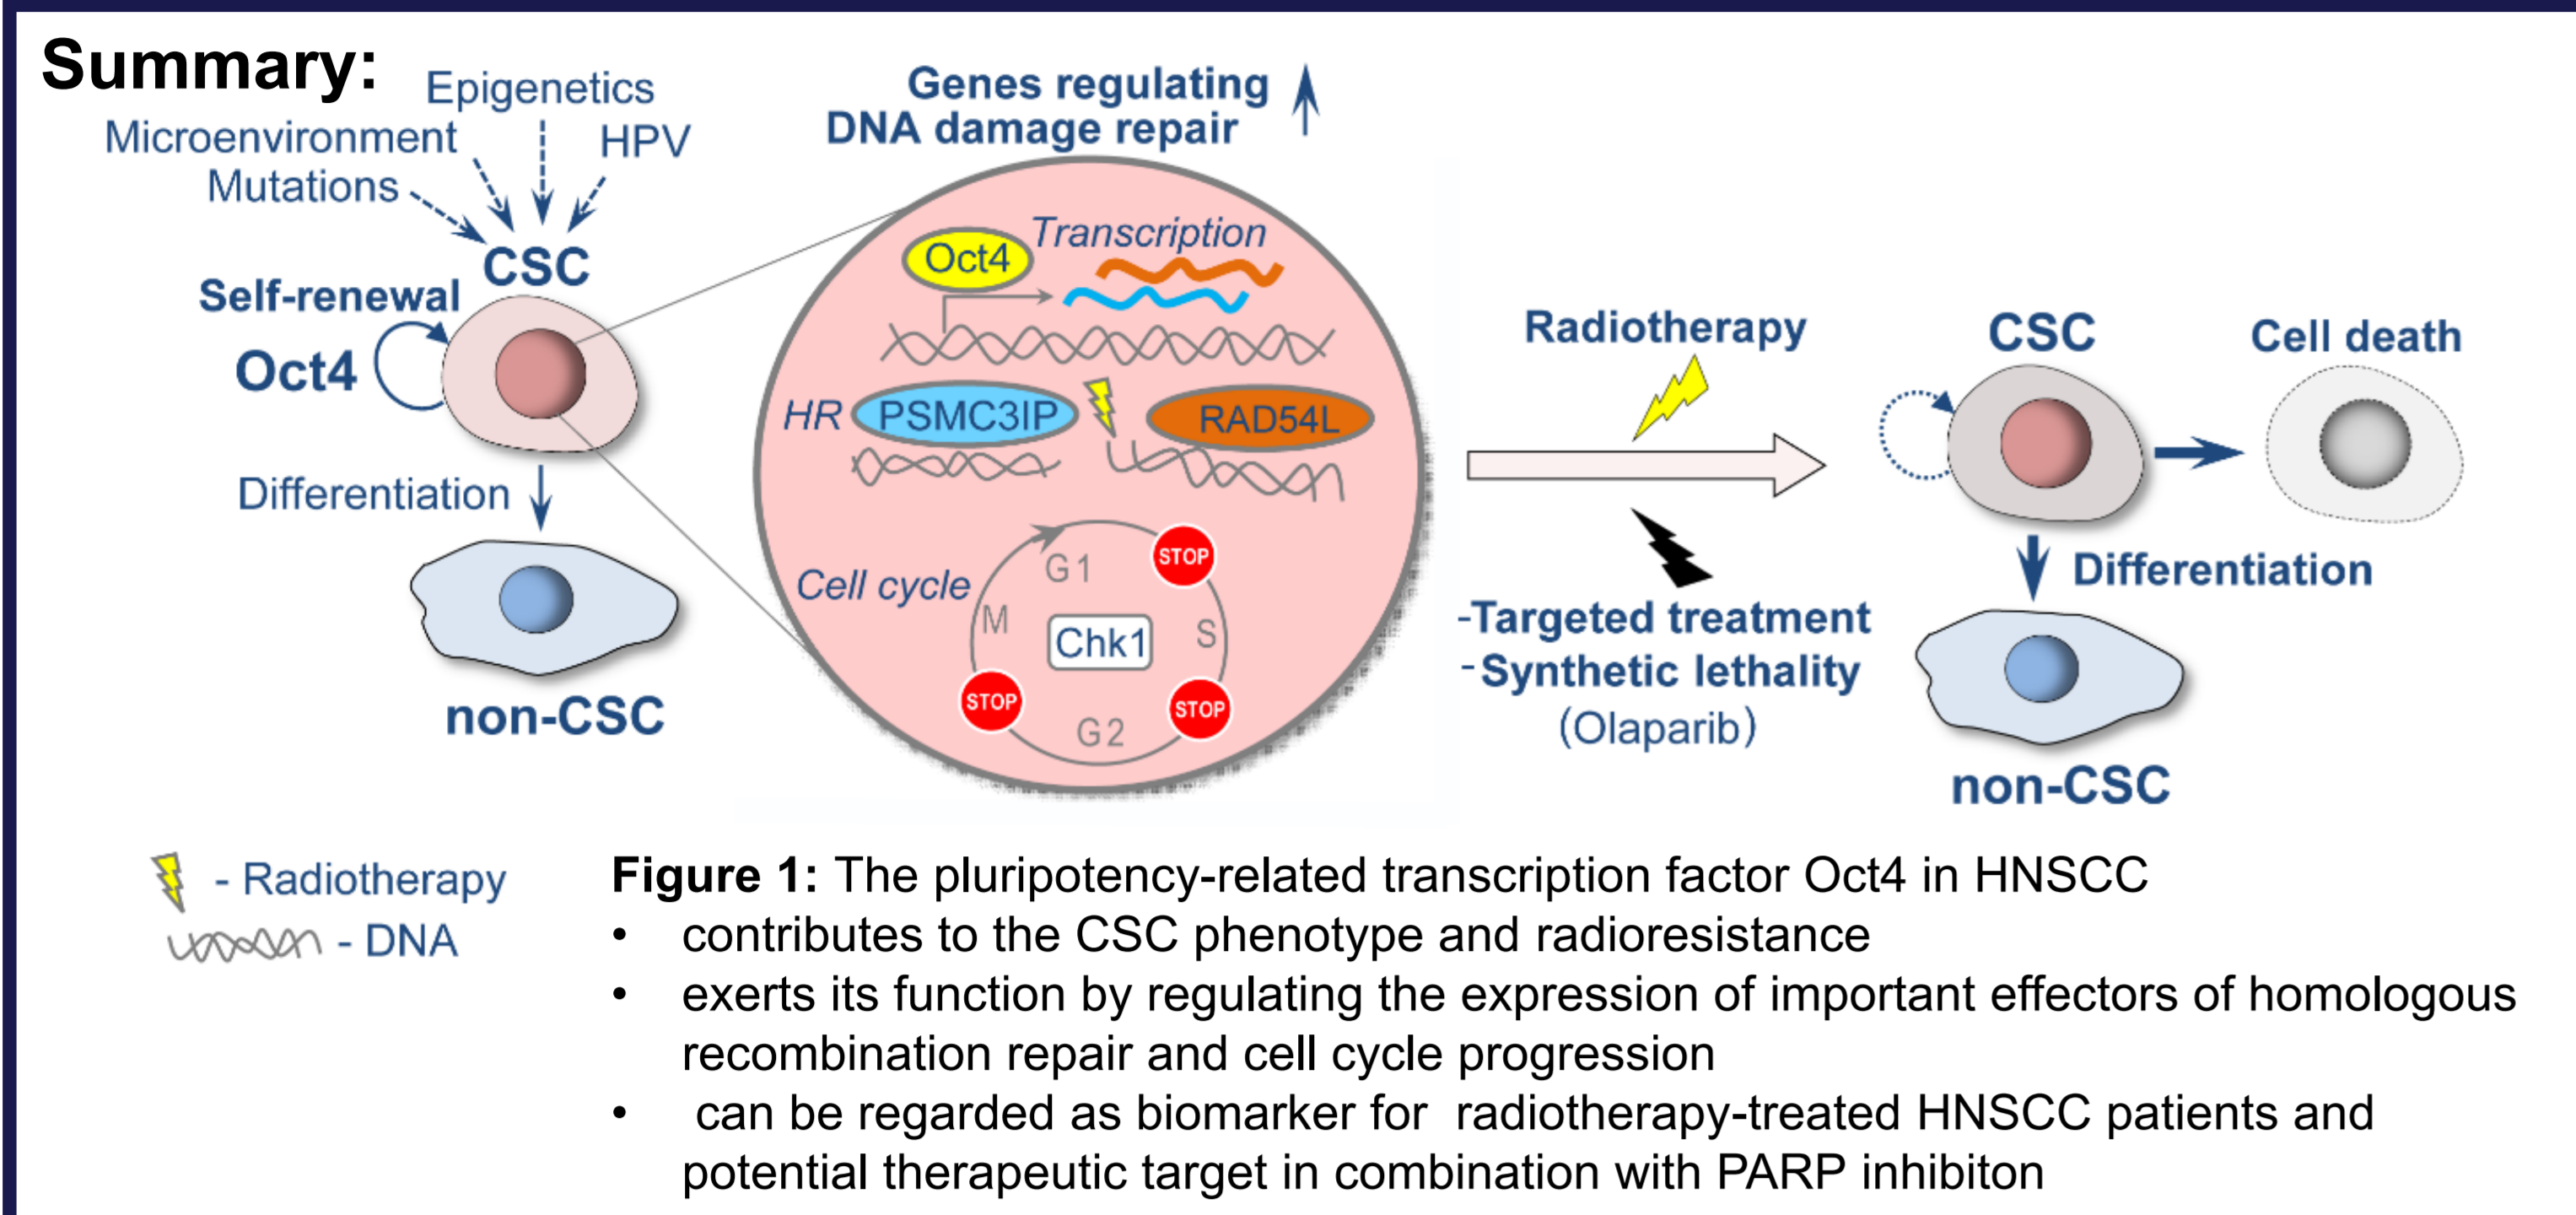 Summary:
Epigenetics
Microenvironment
HPV
Mutations
CSC
Self-renewal
Oct4
Differentiation
non-CSC
Genes regulating
DNA damage repair
Oct4
Transcription
HR
PSMC3IP
RAD54L
Cell cycle
G1
STOP
M
Chk1
S
STOP
STOP
G2
Radiotherapy
-Targeted treatment
-Synthetic lethality
(Olaparib)
CSC
Cell death
Differentiation
non-CSC
- Radiotherapy
- DNA
Figure 1: The pluripotency-related transcription factor Oct4 in HNSCC
• contributes to the CSC phenotype and radioresistance
• exerts its function by regulating the expression of important effectors of homologous
recombination repair and cell cycle progression
• can be regarded as biomarker for radiotherapy-treated HNSCC patients and
potential therapeutic target in combination with PARP inhibiton